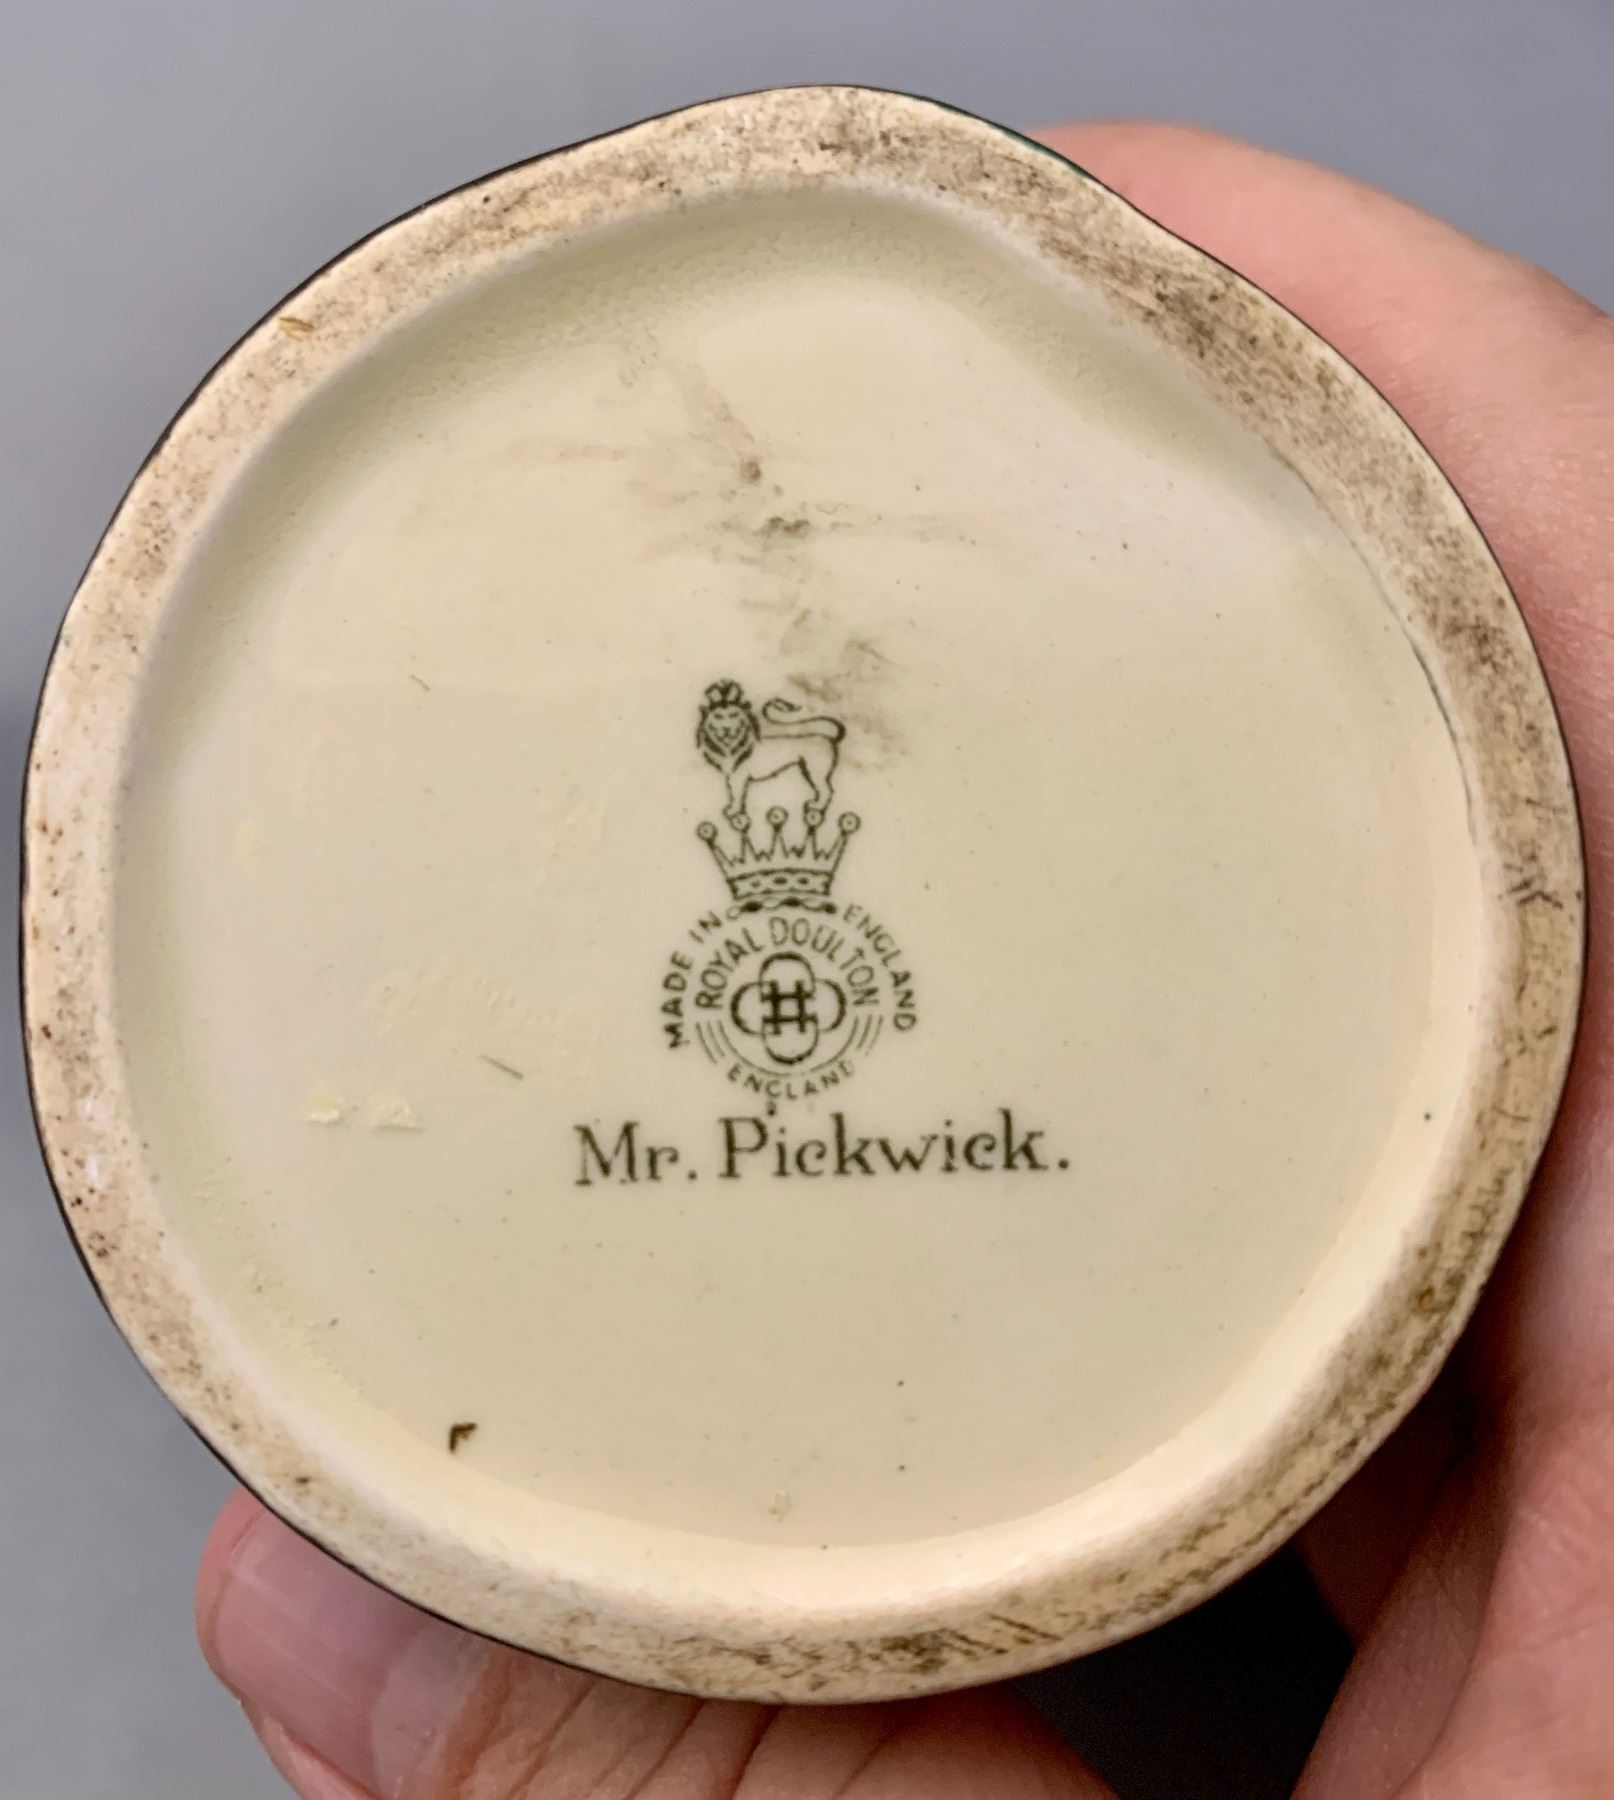 MADE IN ENGLAND
ROYAL DOULTON
ENGLAND
Mr. Pickwick.